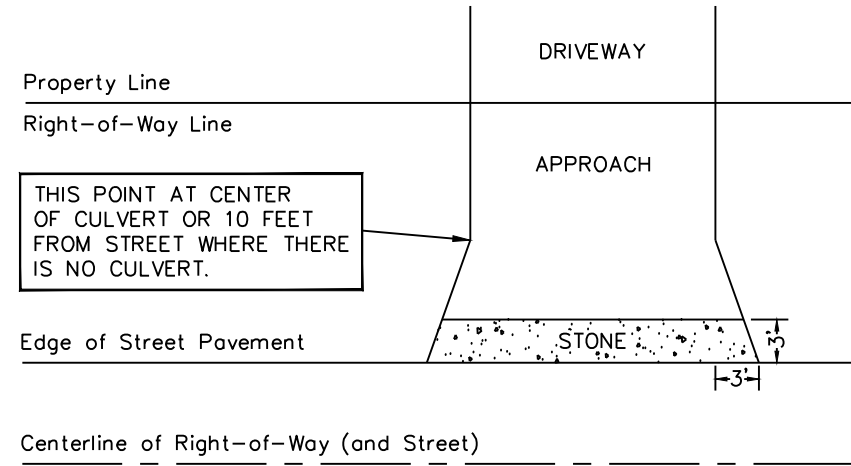 DRIVEWAY
Property Line
Right-of-Way Line
APPROACH
THIS POINT AT CENTER
OF CULVERT OR 10 FEET
FROM STREET WHERE THERE
IS NO CULVERT.
Edge of Street Pavement
STONE
3'
3'
Centerline of Right-of-Way (and Street)